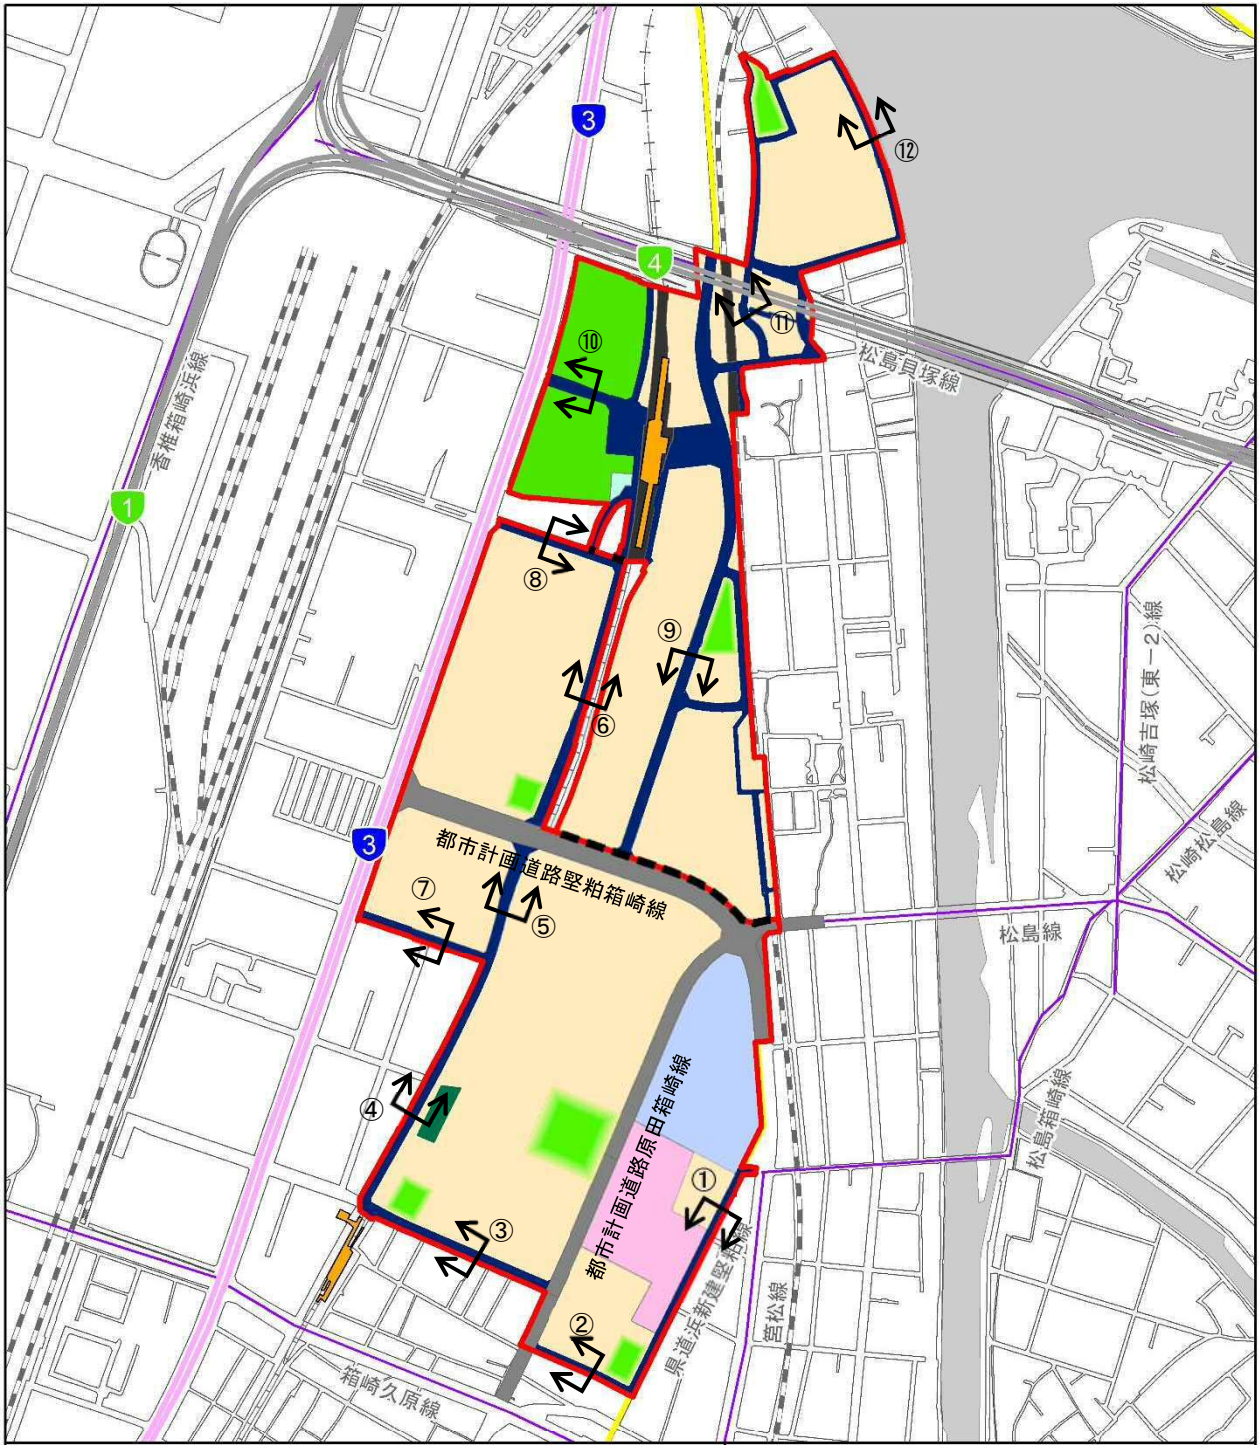 3
⑫
4
⑪
松島貝塚線
⑩
香椎箱崎浜線
1
⑧
⑨
⑥
松崎吉塚(東－2)線
松崎松島線
3
都市計画道路堅粕箱崎線
⑦
⑤
松島線
④
都市計画道路原田箱崎線
松島箱崎線
①
③
県道浜新建堅粕線
宮松線
②
箱崎久原線